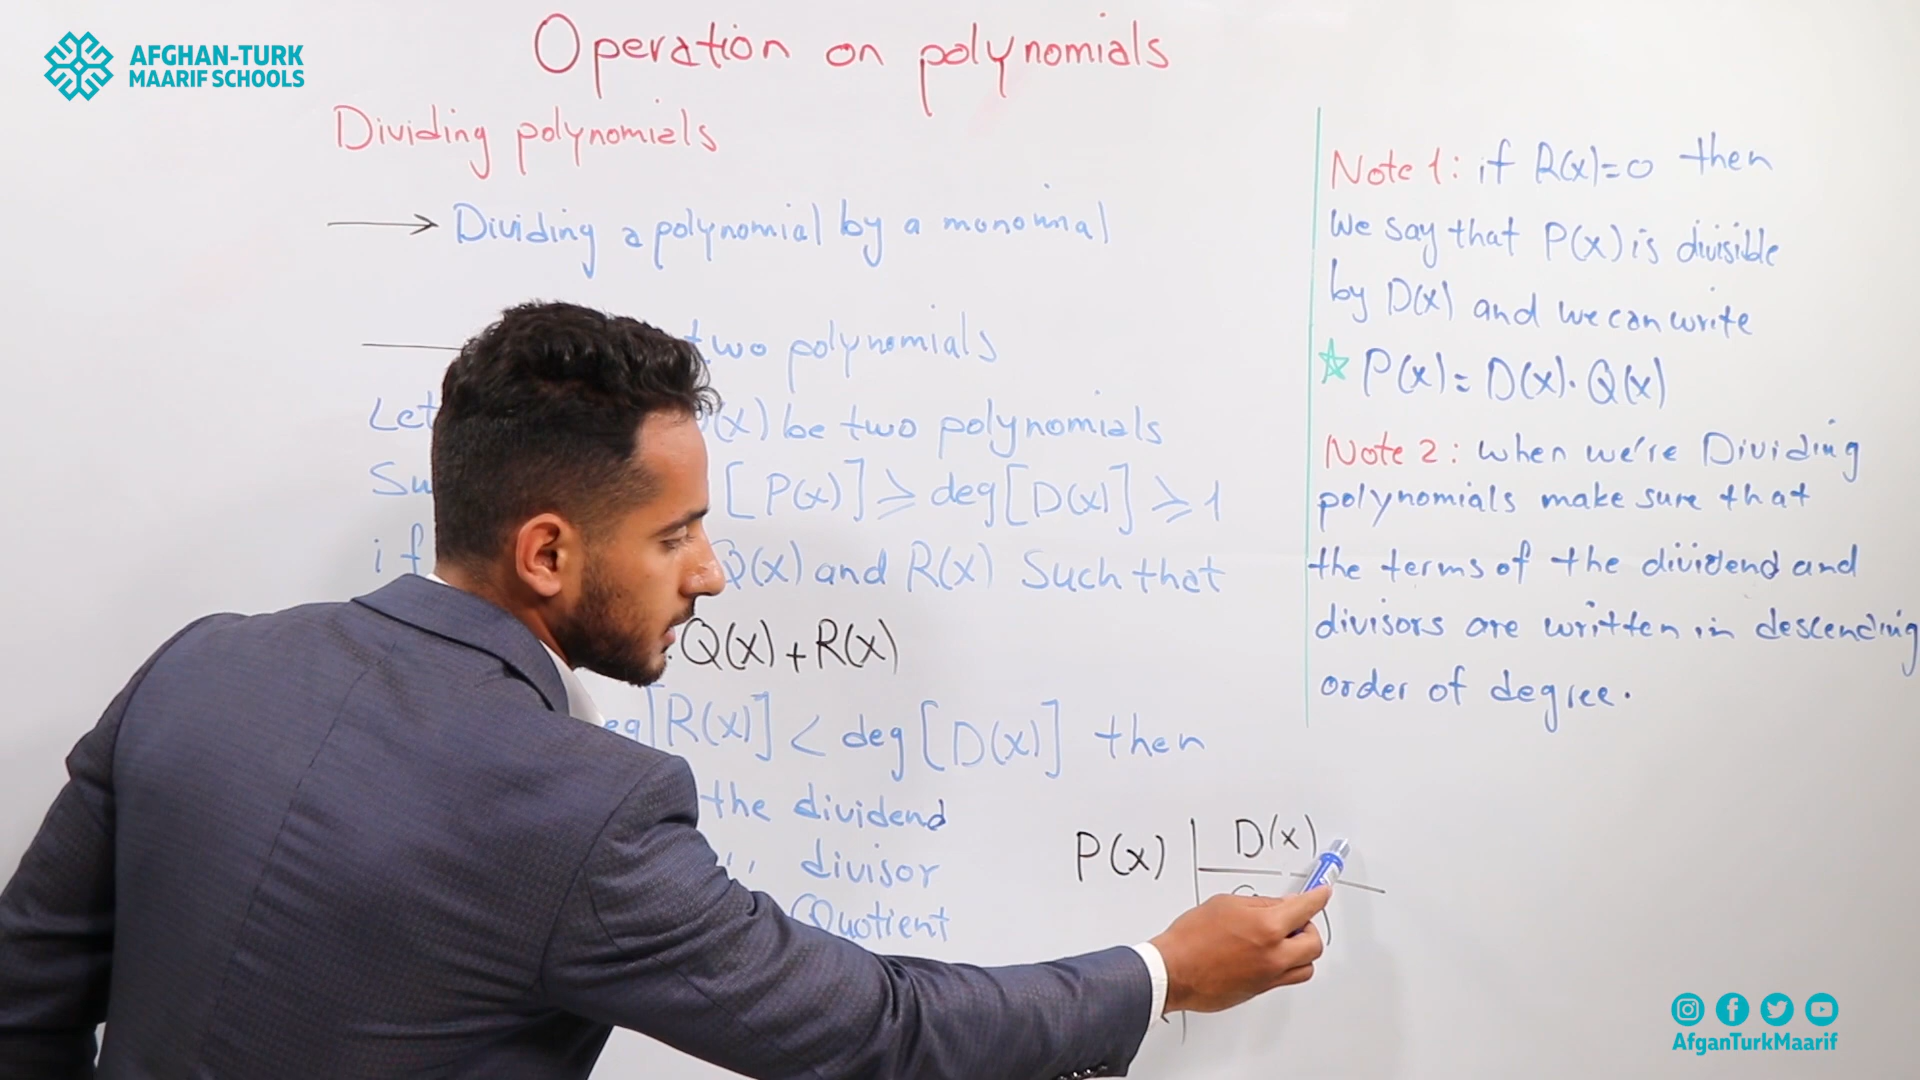 AFGHAN-TURK
MAARIF SCHOOLS
Operation on polynomials
Dividing polynomials
Dividing a polynomial by a monomial
two polynomials
Let (x) be two polynomials
Su [P(x)] ≥ deg[D(x)] ≥ 1
if Q(x) and R(x) Such that
. Q(x) + R(x)
eg[R(x)] < deg[D(x)] then
the dividend
,, divisor
Quotient
P(x) D(x)
Note 1: if R(x)=0 then
We say that P(x) is divisible
by D(x) and we can write
☆ P(x) = D(x) . Q(x)
Note 2: when we're Dividing
polynomials make sure that
the terms of the dividend and
divisors are written in descending
order of degree.
AfganTurkMaarif